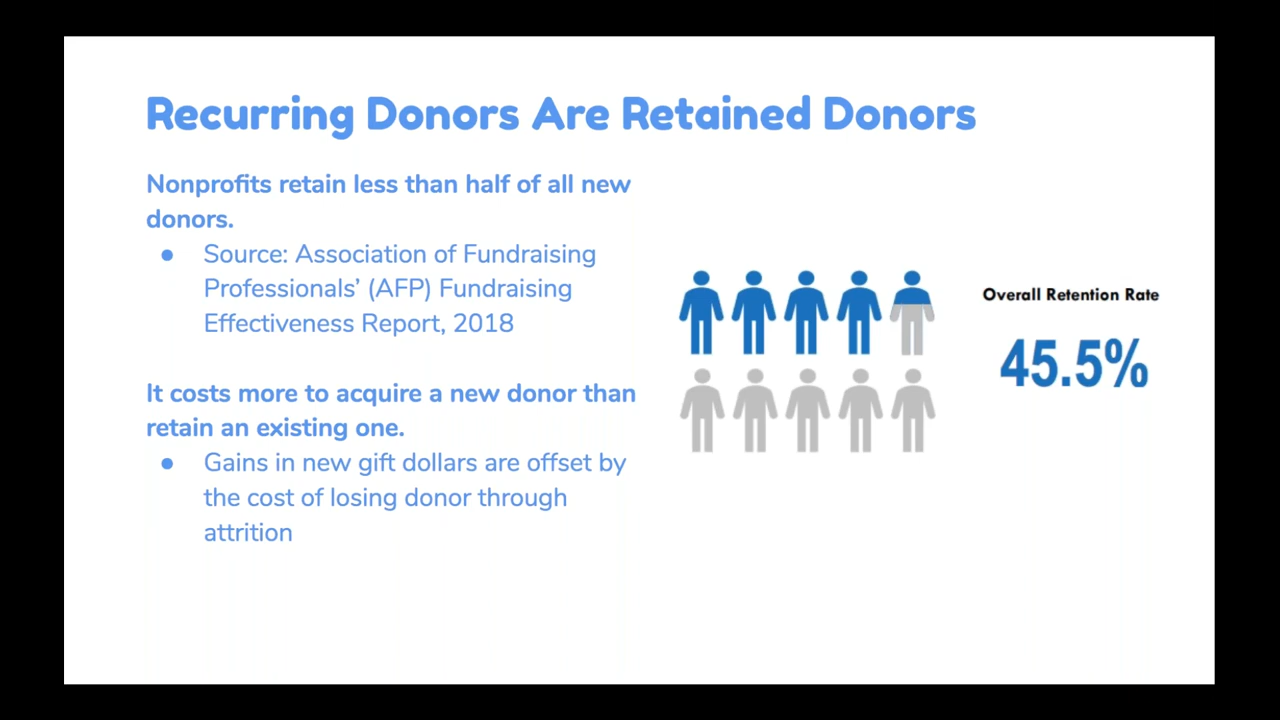 Recurring Donors Are Retained Donors
Nonprofits retain less than half of all new
donors.
● Source: Association of Fundraising
Professionals’ (AFP) Fundraising
Effectiveness Report, 2018
It costs more to acquire a new donor than
retain an existing one.
● Gains in new gift dollars are offset by
the cost of losing donor through
attrition
Overall Retention Rate
45.5%